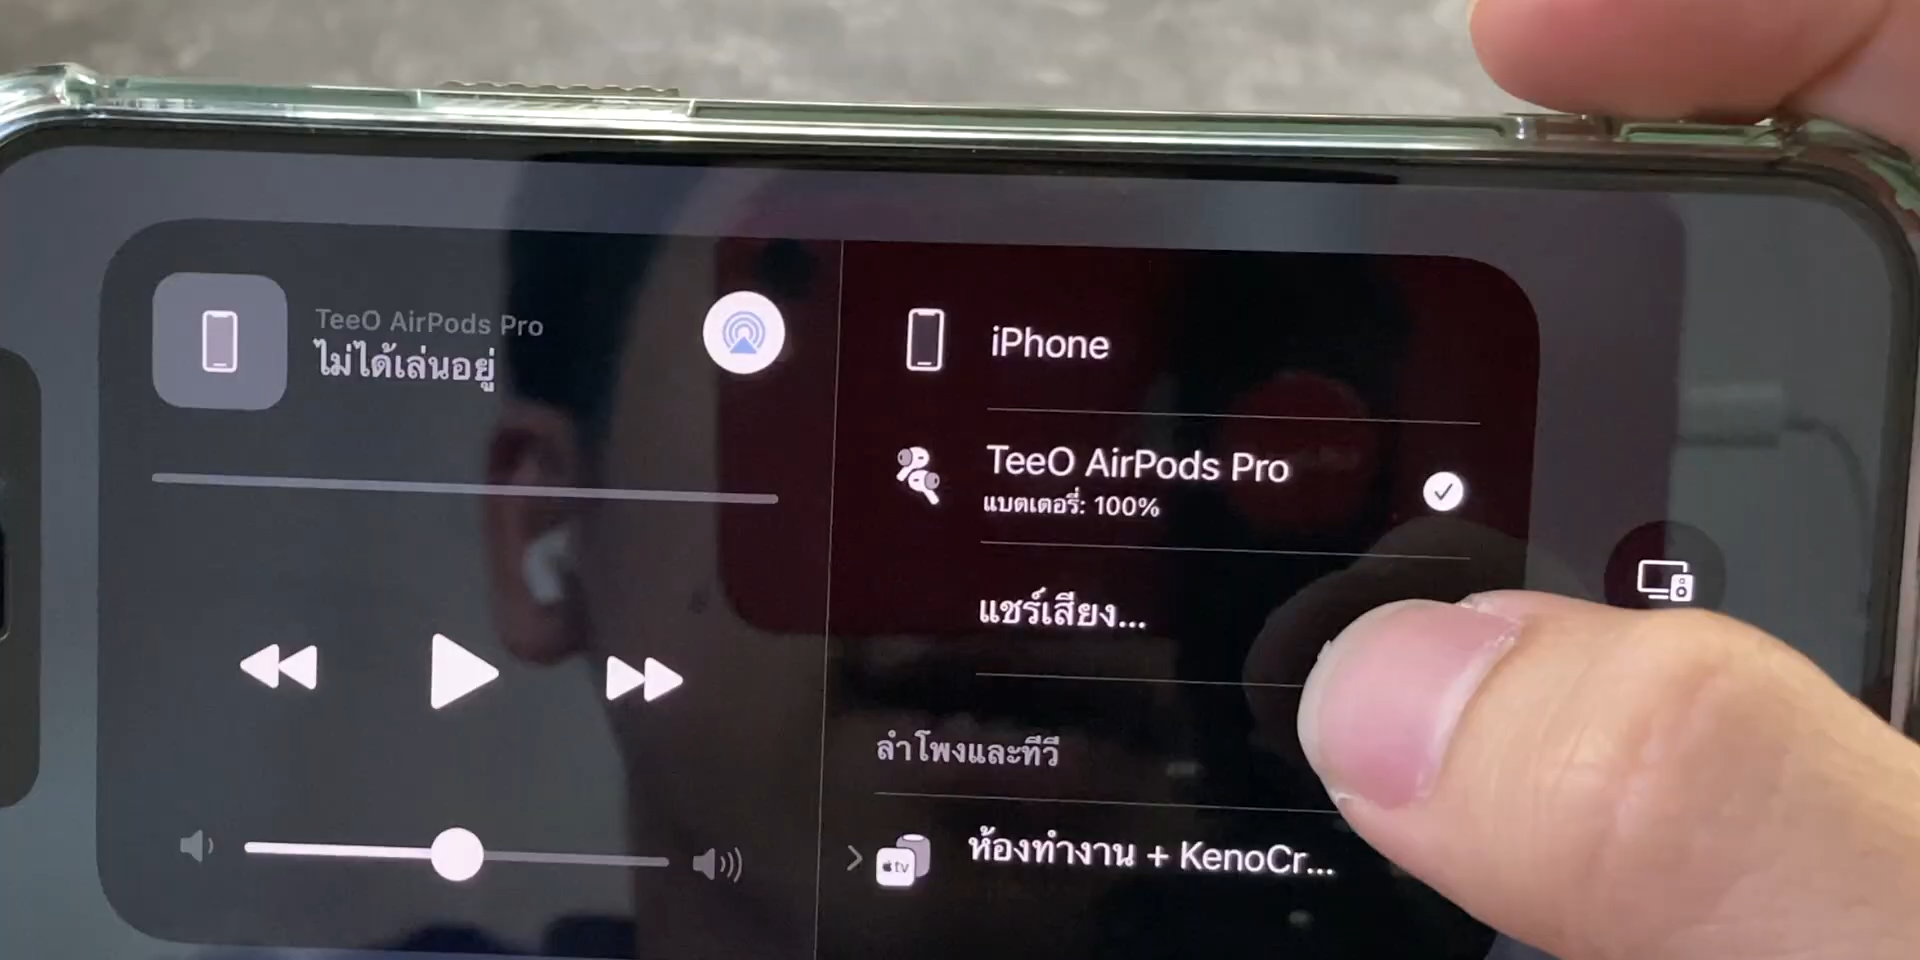 TeeO AirPods Pro
ไม่ได้เล่นอยู่
iPhone
TeeO AirPods Pro
แบตเตอรี่: 100%
แชร์เสียง...
ลำโพงและทีวี
tv
ห้องทำงาน + KenoCr...